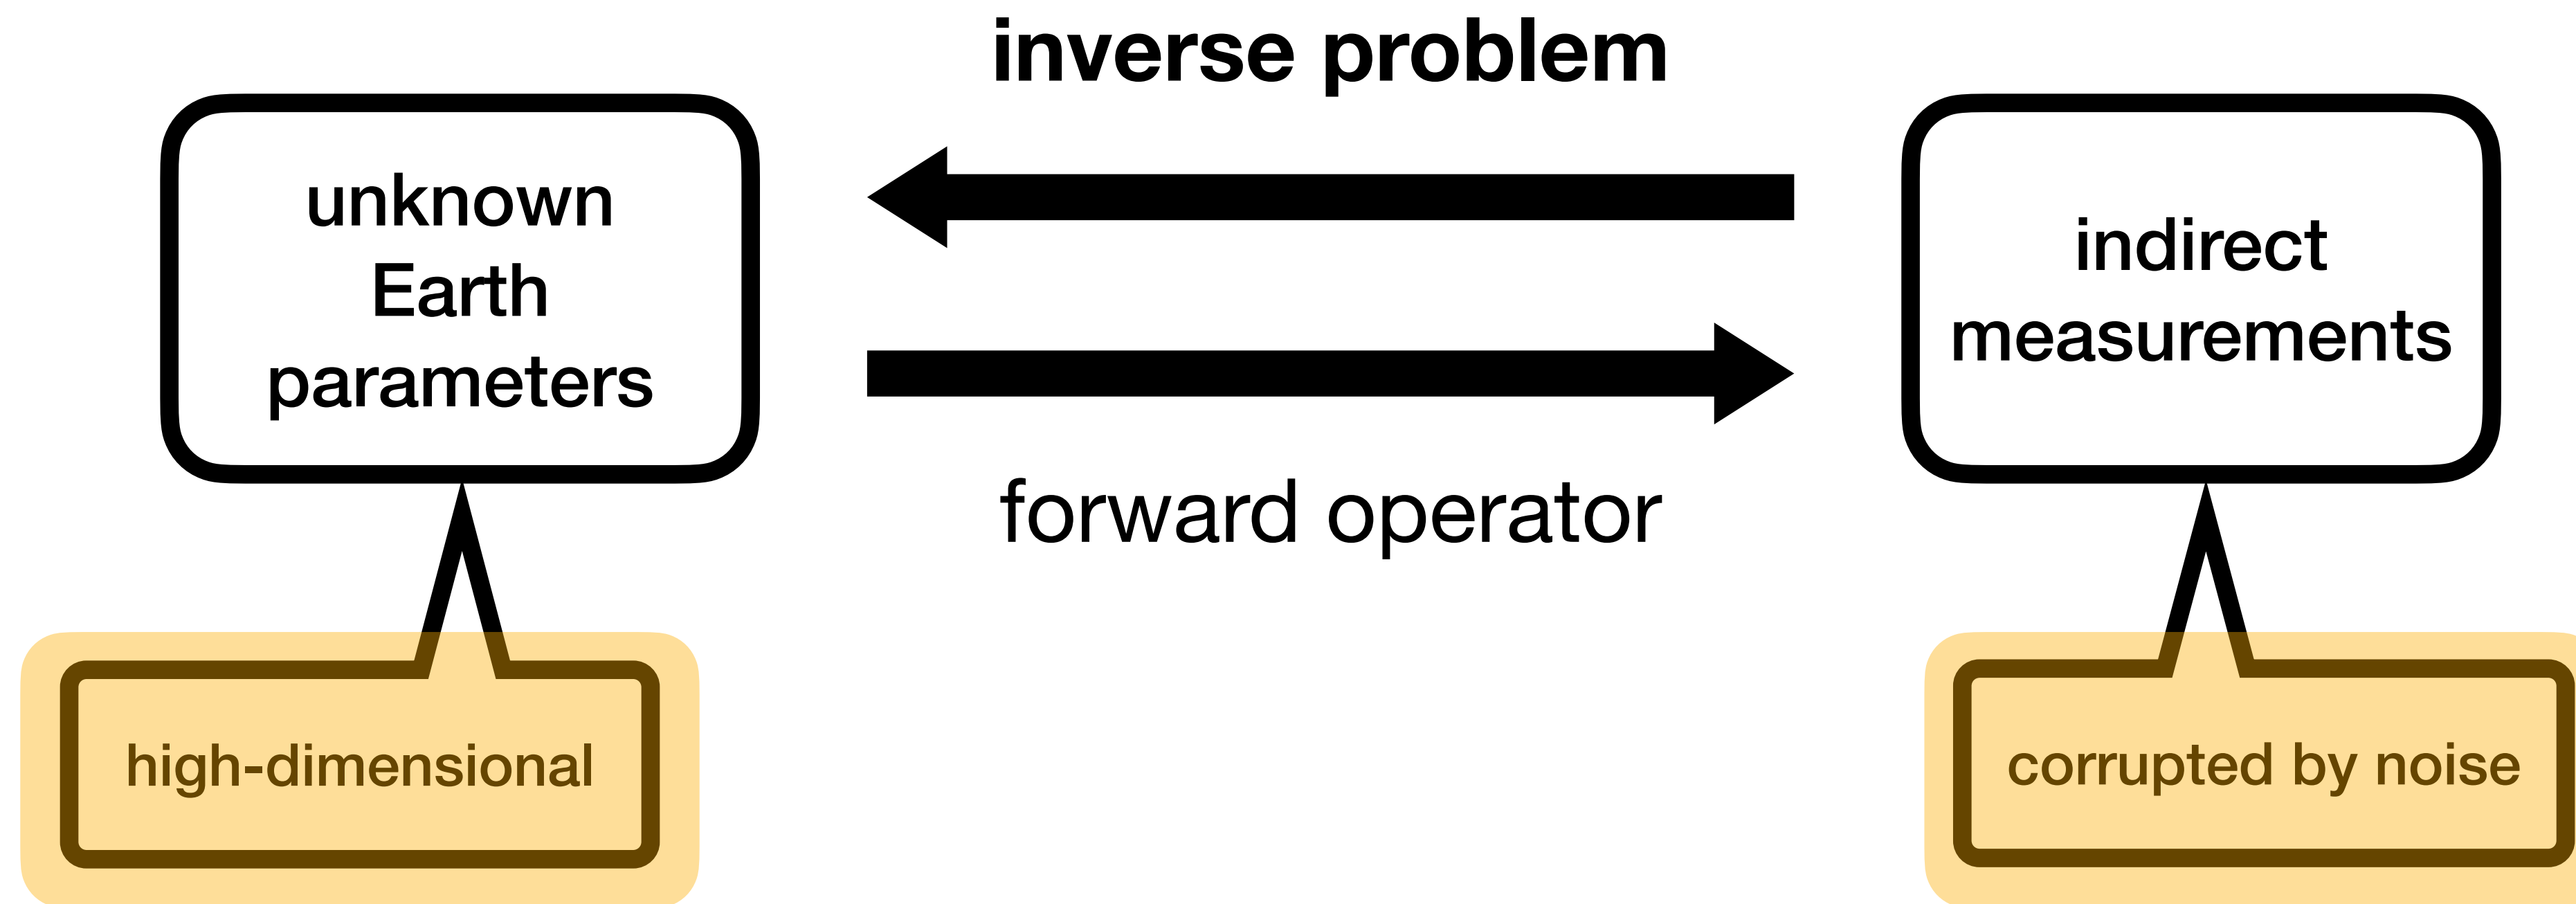 inverse problem
unknown
Earth
parameters
indirect
measurements
forward operator
high-dimensional
corrupted by noise